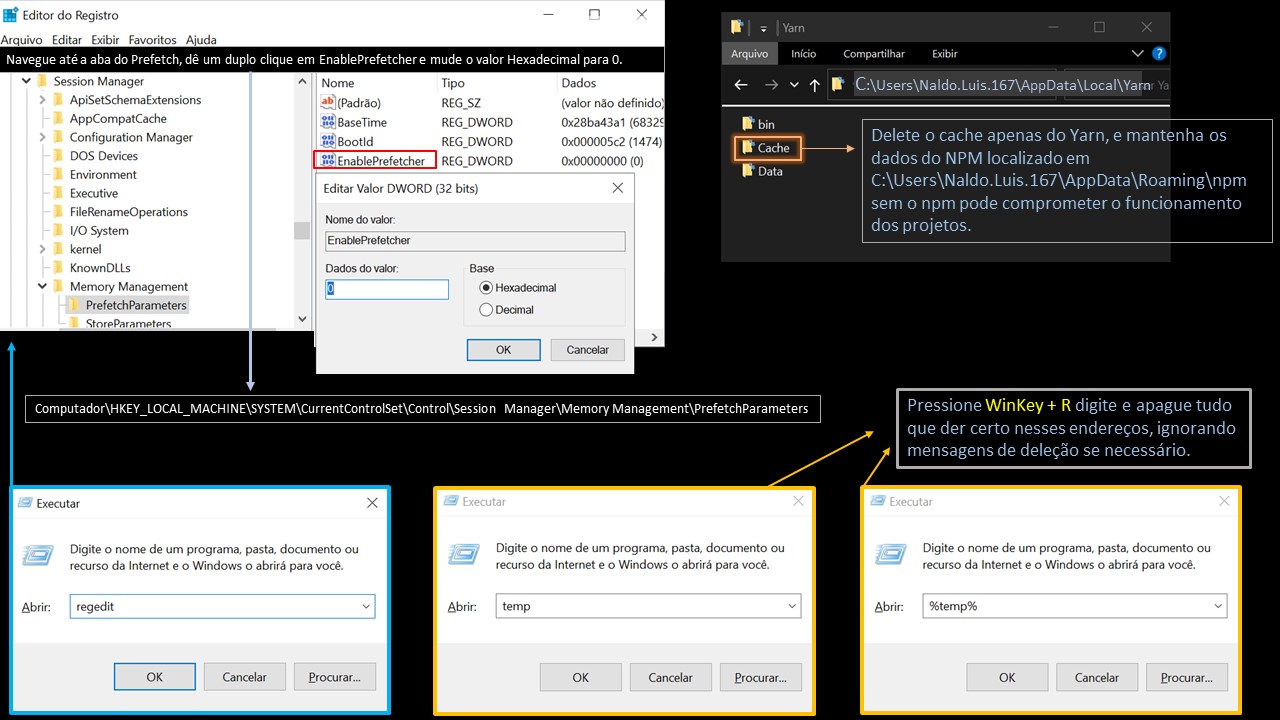 Editor do Registro
Arquivo Editar Exibir Favoritos Ajuda
Navegue até a aba do Prefetch, dê um duplo clique em EnablePrefetcher e mude o valor Hexadecimal para 0.
Session Manager
ApiSetSchemaExtensions
AppCompatCache
Configuration Manager
DOS Devices
Environment
Executive
FileRenameOperations
I/O System
kernel
KnownDLLs
Memory Management
PrefetchParameters
StoreParameters
Nome Tipo Dados
(Padrão) REG_SZ (valor não definido)
BaseTime REG_DWORD 0x28ba43a1 (68329
BootId REG_DWORD 0x000005c2 (1474)
EnablePrefetcher REG_DWORD 0x00000000 (0)
Editar Valor DWORD (32 bits)
Nome do valor:
EnablePrefetcher
Dados do valor:
0
Base
Hexadecimal
Decimal
OK Cancelar
Yarn
Arquivo Início Compartilhar Exibir
C:\Users\Naldo.Luis.167\AppData\Local\Yarn
bin
Cache
Data
Delete o cache apenas do Yarn, e mantenha os
dados do NPM localizado em
C:\Users\Naldo.Luis.167\AppData\Roaming\npm
sem o npm pode comprometer o funcionamento
dos projetos.
Computador\HKEY_LOCAL_MACHINE\SYSTEM\CurrentControlSet\Control\Session Manager\Memory Management\PrefetchParameters
Pressione WinKey + R digite e apague tudo
que der certo nesses endereços, ignorando
mensagens de deleção se necessário.
Executar
Digite o nome de um programa, pasta, documento ou
recurso da Internet e o Windows o abrirá para você.
Abrir: regedit
OK Cancelar Procurar...
Executar
Digite o nome de um programa, pasta, documento ou
recurso da Internet e o Windows o abrirá para você.
Abrir: temp
OK Cancelar Procurar...
Executar
Digite o nome de um programa, pasta, documento ou
recurso da Internet e o Windows o abrirá para você.
Abrir: %temp%
OK Cancelar Procurar...